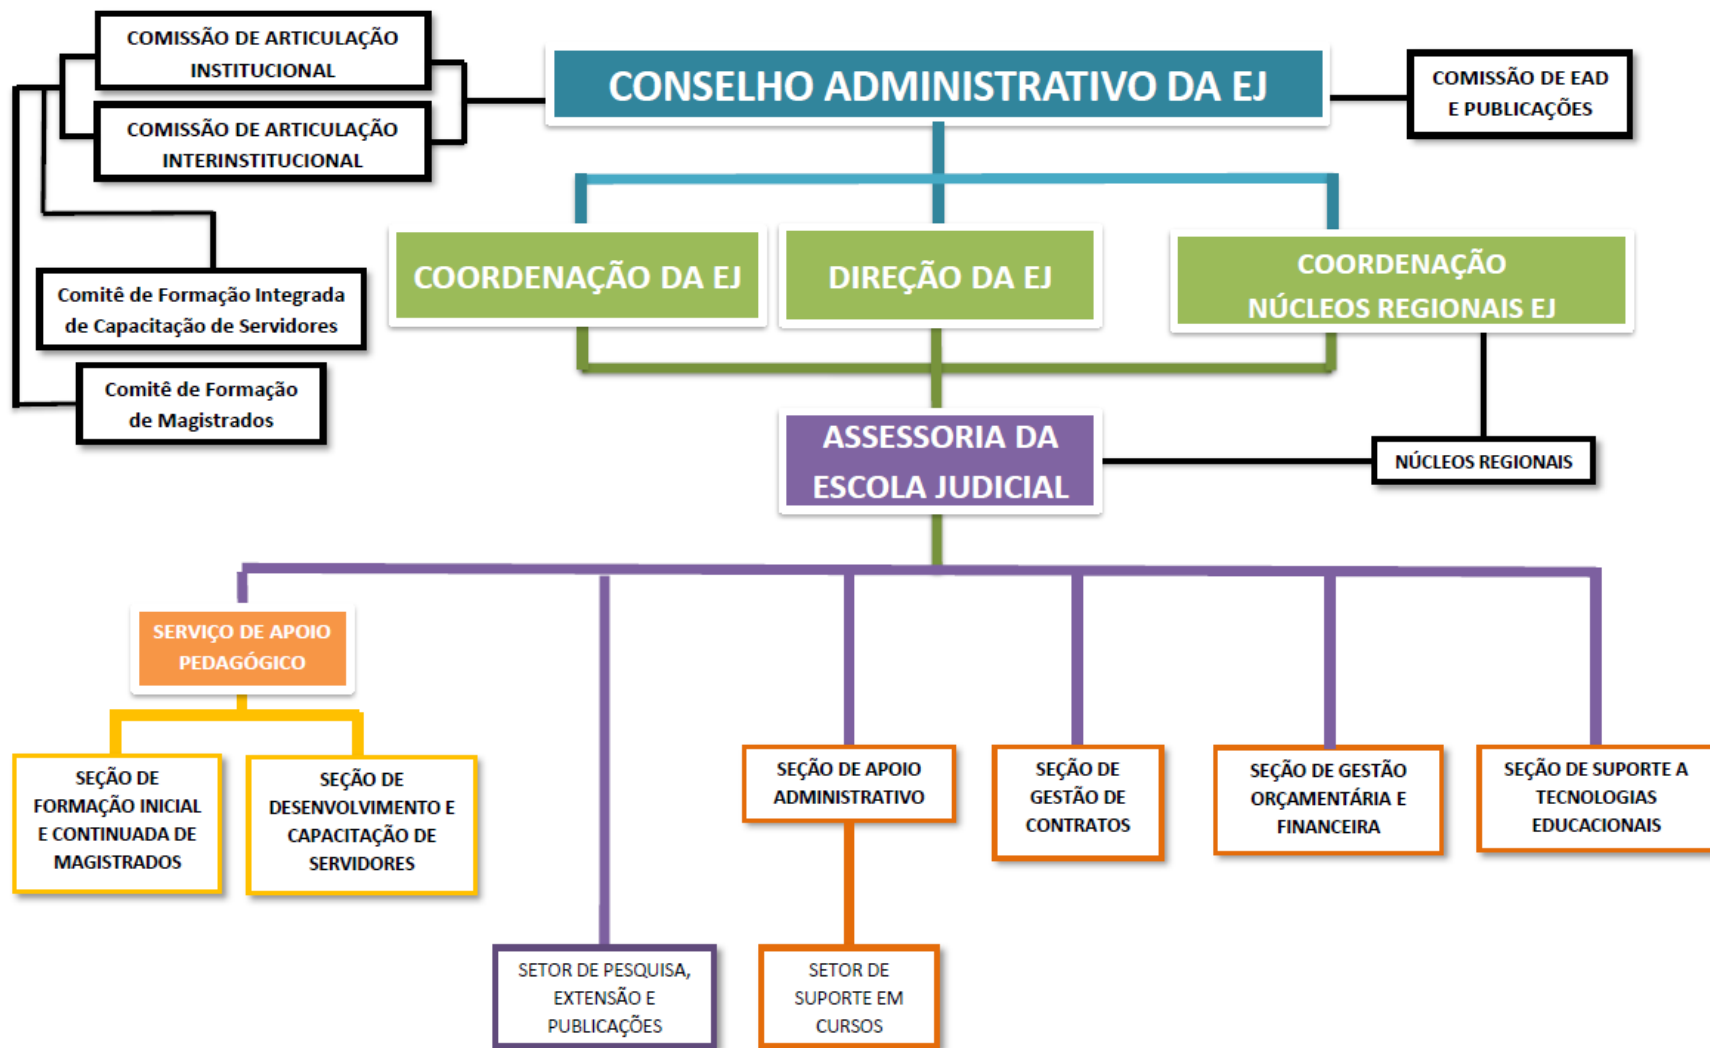 COMISSÃO DE ARTICULAÇÃO
INSTITUCIONAL
COMISSÃO DE ARTICULAÇÃO
INTERINSTITUCIONAL
CONSELHO ADMINISTRATIVO DA EJ
COMISSÃO DE EAD
E PUBLICAÇÕES
COORDENAÇÃO DA EJ
DIREÇÃO DA EJ
COORDENAÇÃO
NÚCLEOS REGIONAIS EJ
Comitê de Formação Integrada
de Capacitação de Servidores
Comitê de Formação
de Magistrados
ASSESSORIA DA
ESCOLA JUDICIAL
NÚCLEOS REGIONAIS
SERVIÇO DE APOIO
PEDAGÓGICO
SEÇÃO DE
FORMAÇÃO INICIAL
E CONTINUADA DE
MAGISTRADOS
SEÇÃO DE
DESENVOLVIMENTO E
CAPACITAÇÃO DE
SERVIDORES
SEÇÃO DE APOIO
ADMINISTRATIVO
SEÇÃO DE
GESTÃO DE
CONTRATOS
SEÇÃO DE GESTÃO
ORÇAMENTÁRIA E
FINANCEIRA
SEÇÃO DE SUPORTE A
TECNOLOGIAS
EDUCACIONAIS
SETOR DE PESQUISA,
EXTENSÃO E
PUBLICAÇÕES
SETOR DE
SUPORTE EM
CURSOS